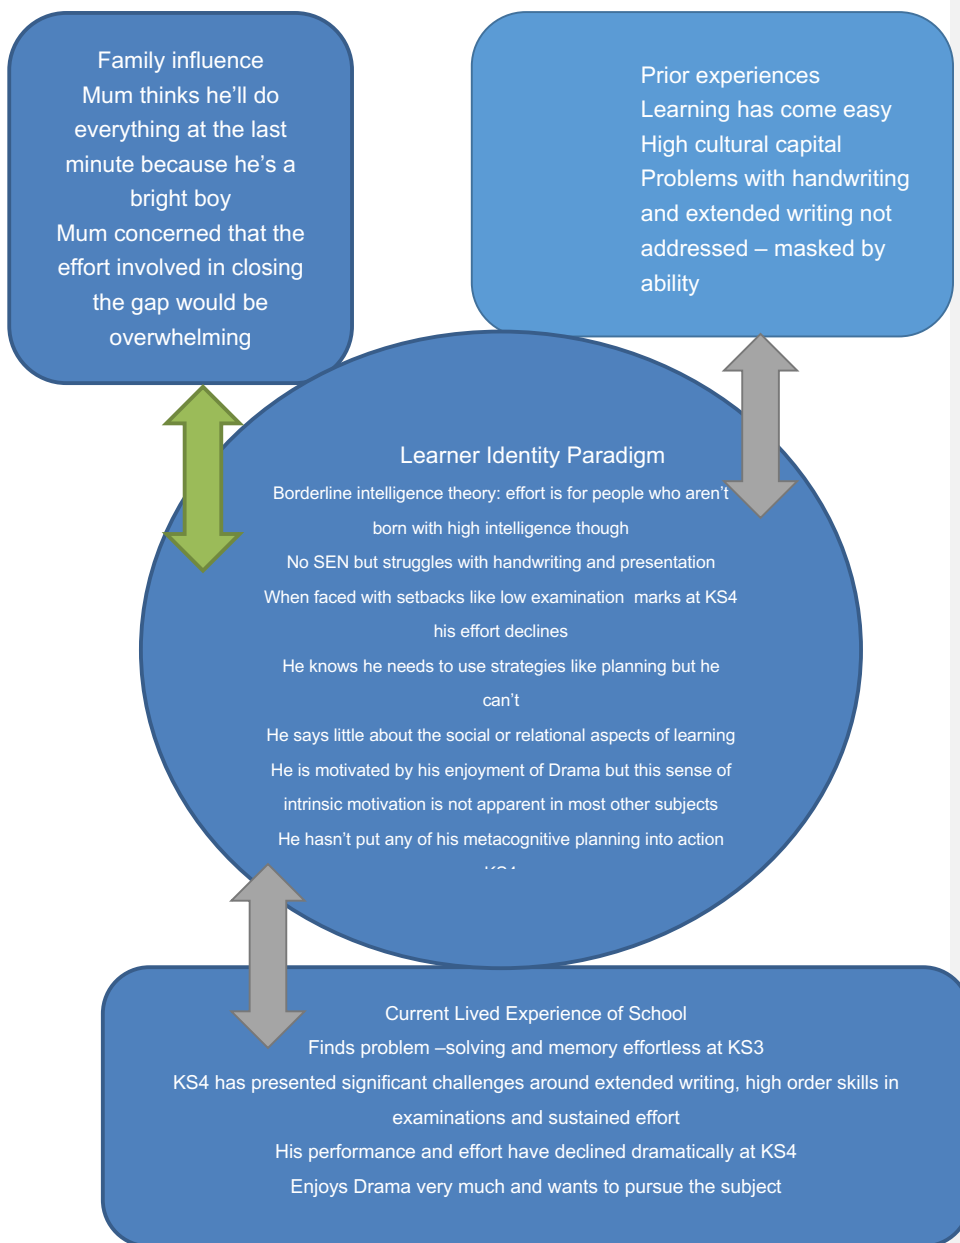 Family influence
Mum thinks he'll do
everything at the last
minute because he's a
bright boy
Mum concerned that the
effort involved in closing
the gap would be
overwhelming
Prior experiences
Learning has come easy
High cultural capital
Problems with handwriting
and extended writing not
addressed – masked by
ability
Learner Identity Paradigm
Borderline intelligence theory: effort is for people who aren't
born with high intelligence though
No SEN but struggles with handwriting and presentation
When faced with setbacks like low examination  marks at KS4
his effort declines
He knows he needs to use strategies like planning but he
can't
He says little about the social or relational aspects of learning
He is motivated by his enjoyment of Drama but this sense of
intrinsic motivation is not apparent in most other subjects
He hasn't put any of his metacognitive planning into action
Current Lived Experience of School
Finds problem –solving and memory effortless at KS3
KS4 has presented significant challenges around extended writing, high order skills in
examinations and sustained effort
His performance and effort have declined dramatically at KS4
Enjoys Drama very much and wants to pursue the subject